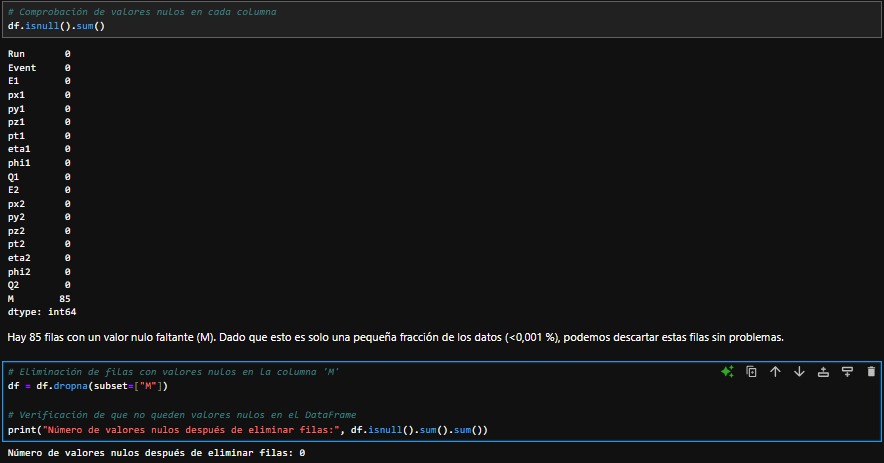 # Comprobación de valores nulos en cada columna
df.isnull().sum()
Run 0
Event 0
E1 0
px1 0
py1 0
pz1 0
pt1 0
eta1 0
phi1 0
Q1 0
E2 0
px2 0
py2 0
pz2 0
pt2 0
eta2 0
phi2 0
Q2 0
M 85
dtype: int64
Hay 85 filas con un valor nulo faltante (M). Dado que esto es solo una pequeña fracción de los datos (<0,001 %), podemos descartar estas filas sin problemas.
# Eliminación de filas con valores nulos en la columna 'M'
df = df.dropna(subset=["M"])
# Verificación de que no queden valores nulos en el DataFrame
print("Número de valores nulos después de eliminar filas:", df.isnull().sum().sum())
Número de valores nulos después de eliminar filas: 0